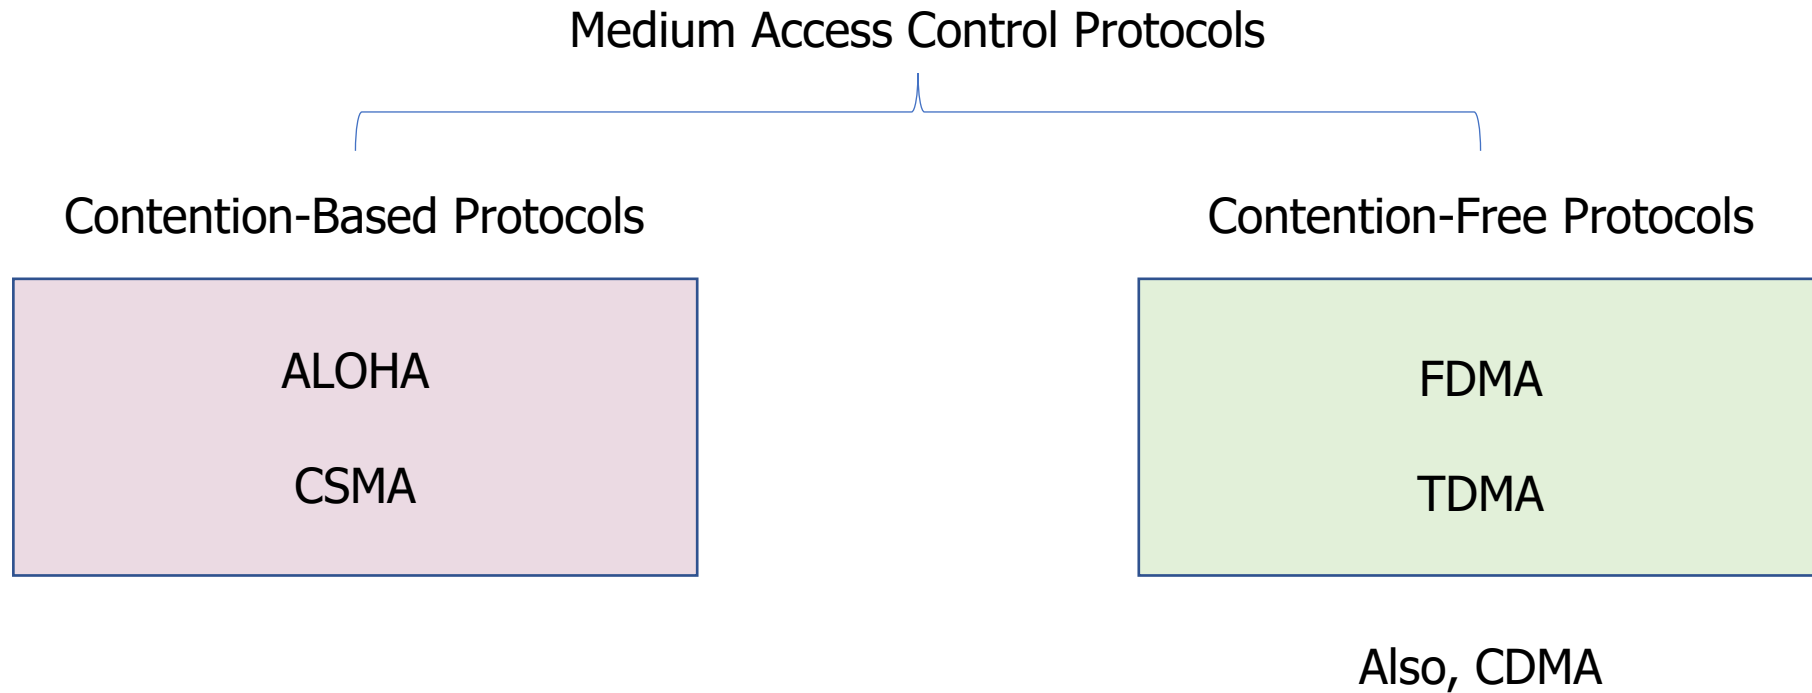 Medium Access Control Protocols
Contention-Based Protocols
Contention-Free Protocols
ALOHA
CSMA
FDMA
TDMA
Also, CDMA